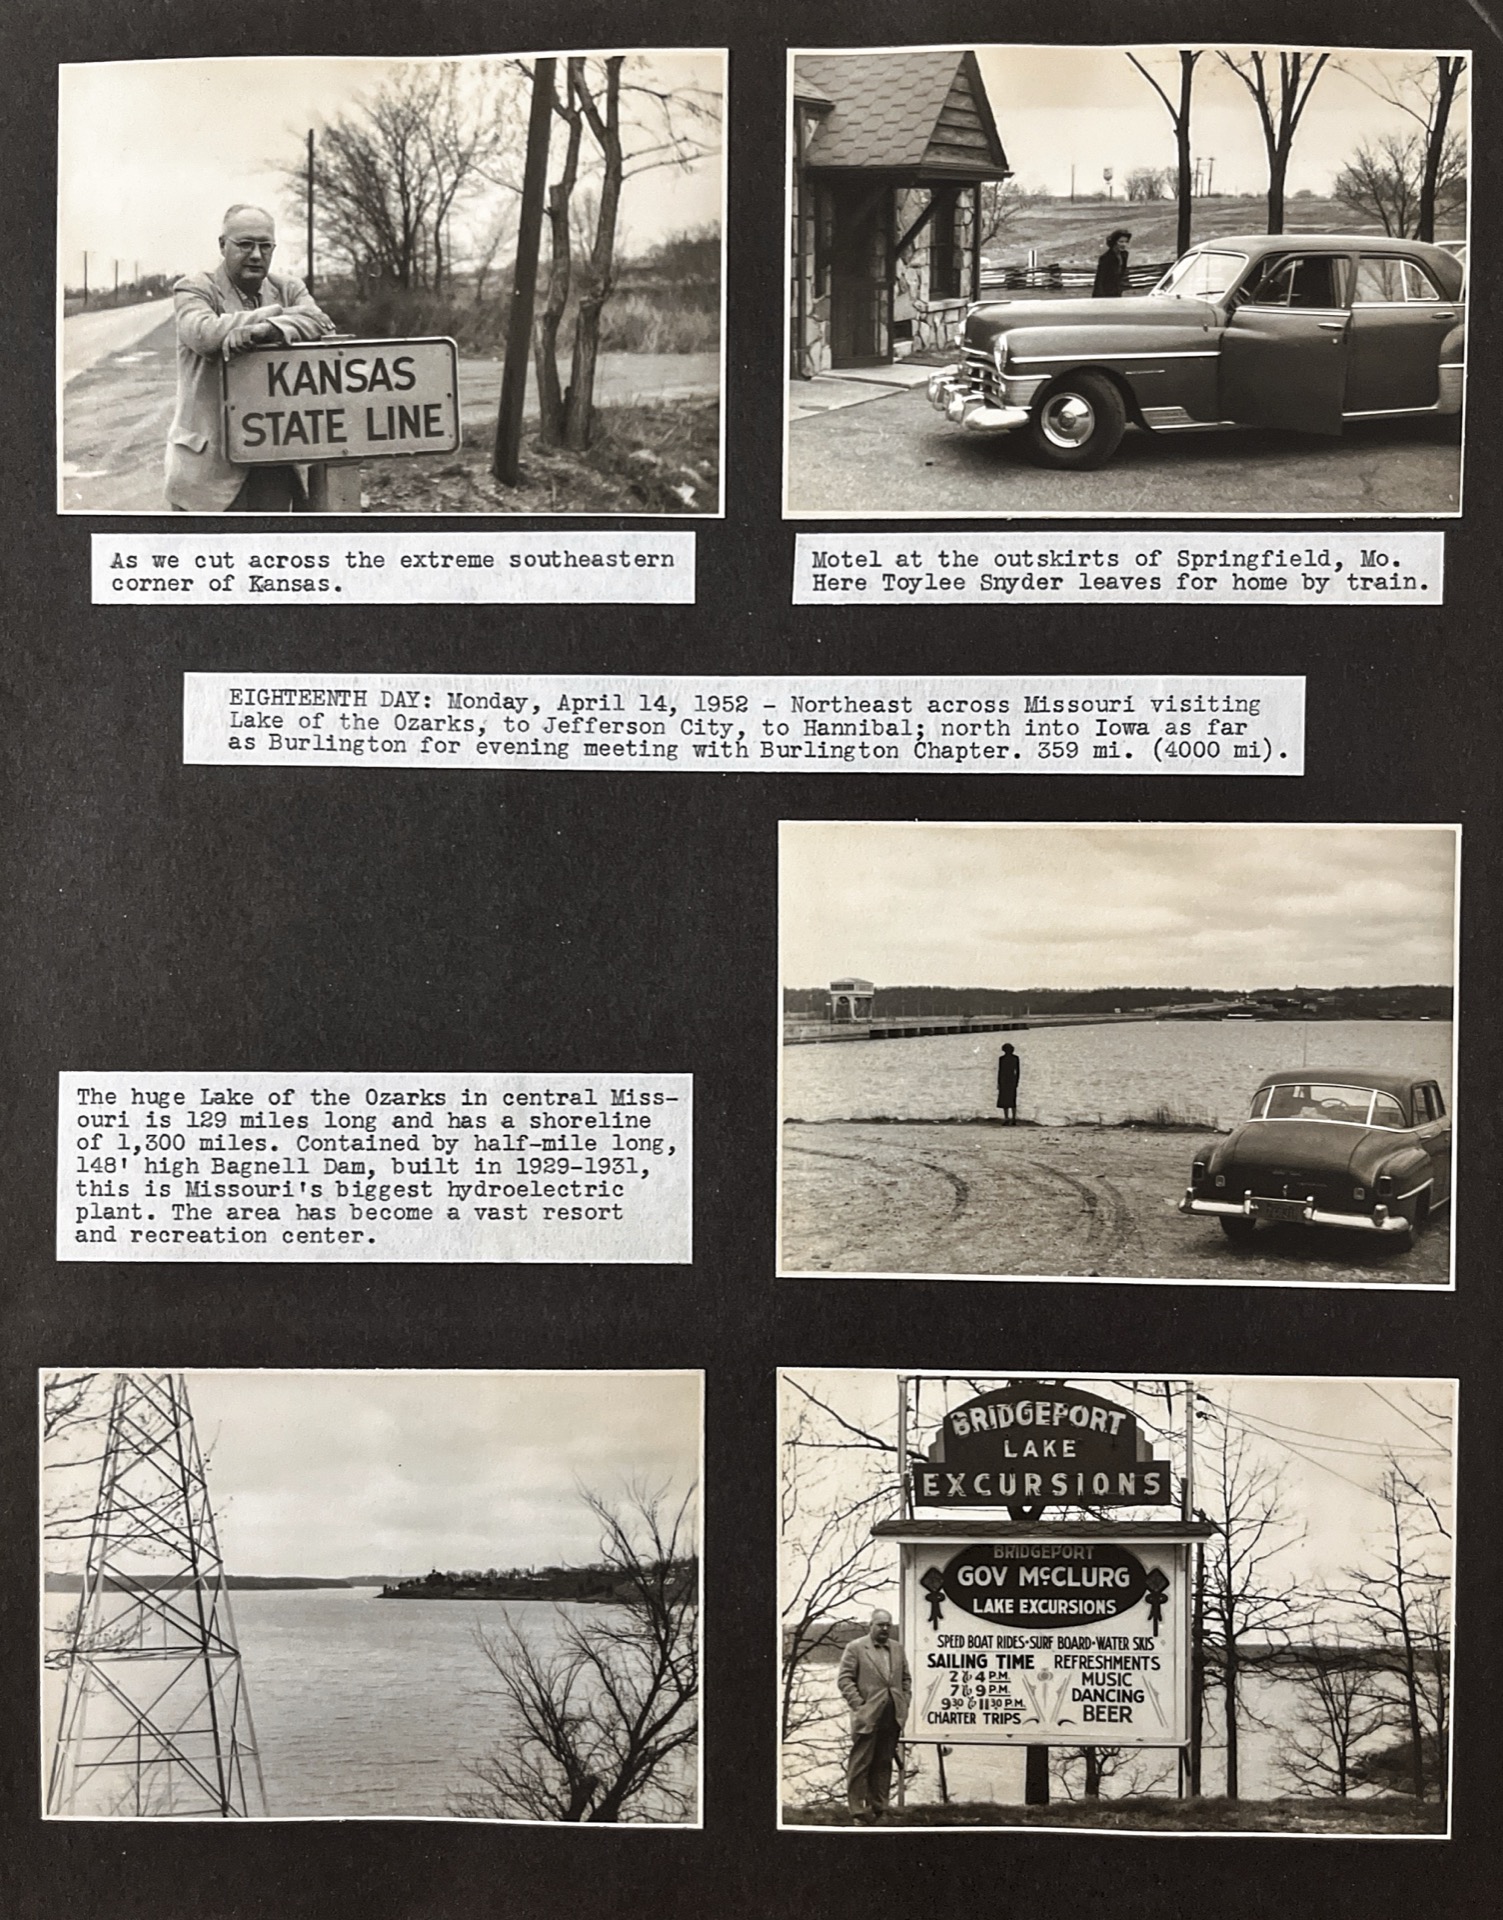 KANSAS
STATE LINE
As we cut across the extreme southeastern
corner of Kansas.
Motel at the outskirts of Springfield, Mo.
Here Toylee Snyder leaves for home by train.
EIGHTEENTH DAY: Monday, April 14, 1952 - Northeast across Missouri visiting
Lake of the Ozarks, to Jefferson City, to Hannibal; north into Iowa as far
as Burlington for evening meeting with Burlington Chapter. 359 mi. (4000 mi).
The huge Lake of the Ozarks in central Miss-
ouri is 129 miles long and has a shoreline
of 1,300 miles. Contained by half-mile long,
148' high Bagnell Dam, built in 1929-1931,
this is Missouri's biggest hydroelectric
plant. The area has become a vast resort
and recreation center.
BRIDGEPORT
LAKE
EXCURSIONS
BRIDGEPORT
GOV McCLURG
LAKE EXCURSIONS
SPEED BOAT RIDES-SURF BOARD-WATER SKIS
SAILING TIME
2 to 4 P.M.
7 to 9 P.M.
9 30 to 11 30 P.M.
CHARTER TRIPS
REFRESHMENTS
MUSIC
DANCING
BEER